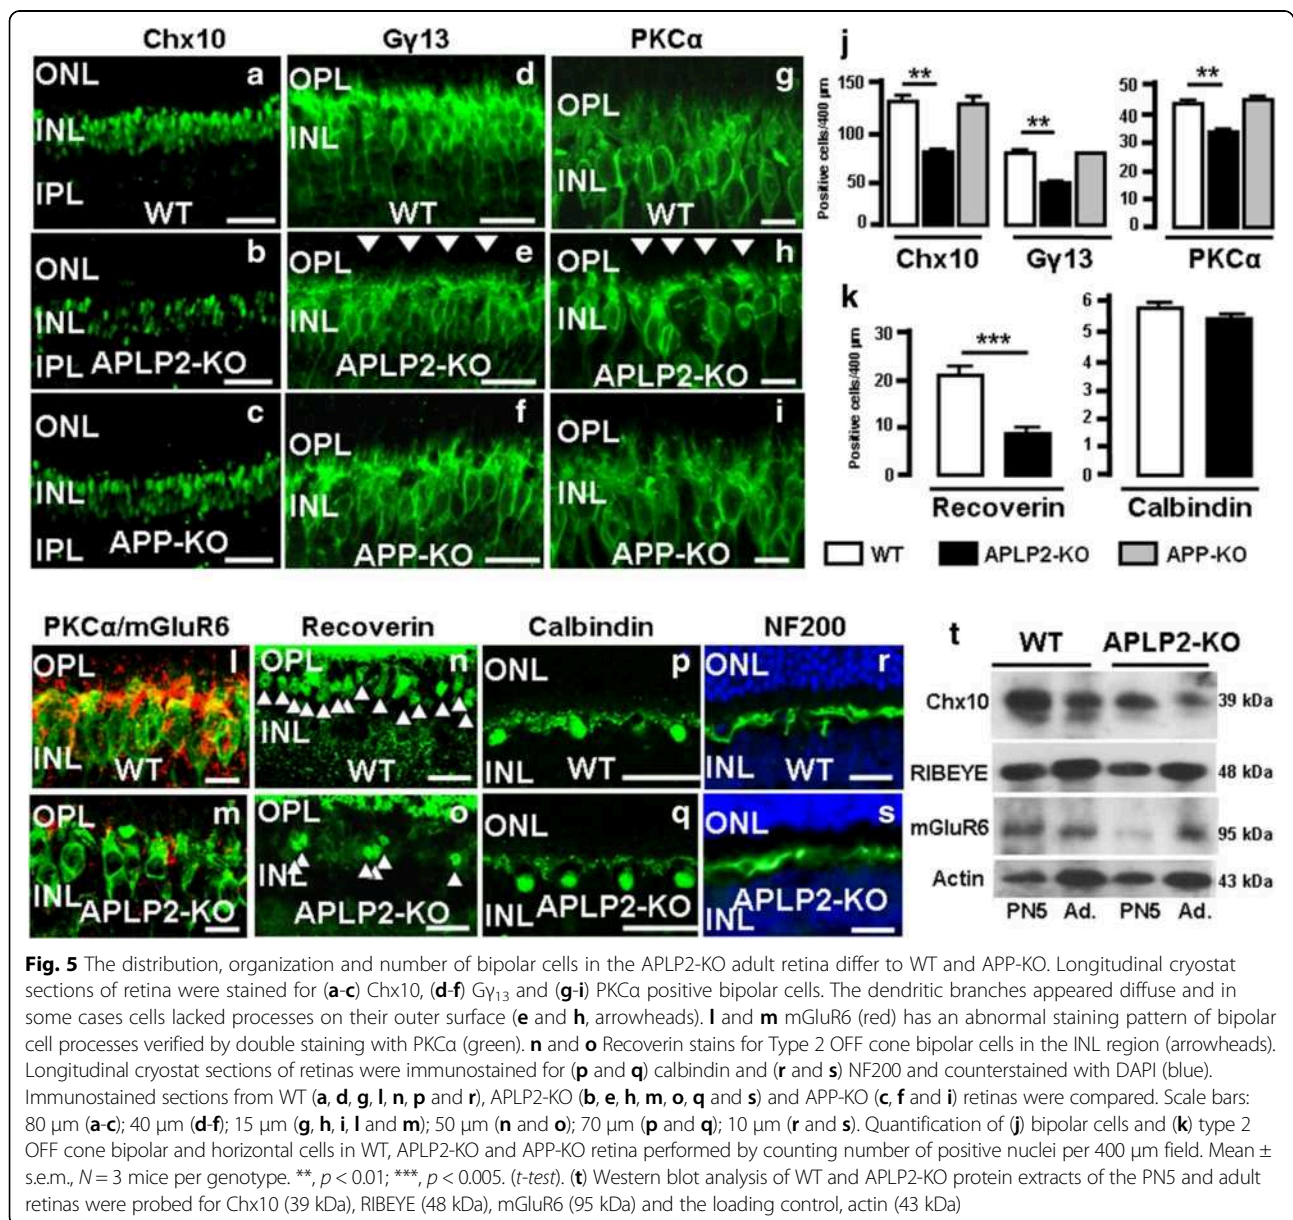 Chx10 Gγ13 PKCα
ONL a
INL
IPL
WT
OPL d
INL
WT
OPL g
INL
WT
b
ONL
INL
IPL APLP2-KO
OPL e
INL
APLP2-KO
OPL h
INL
APLP2-KO
c
ONL
INL
IPL APP-KO
f
OPL
INL
APP-KO
i
OPL
INL
APP-KO
j
Positive cells/400 µm
150
100
50
0
** **
Chx10 Gγ13
50
40
30
20
10
0
**
PKCα
k
Positive cells/400 µm
30
20
10
0
***
Recoverin
6
5
4
3
2
1
0
Calbindin
WT APLP2-KO APP-KO
PKCα/mGluR6 Recoverin Calbindin NF200
OPL l
INL WT
OPL n
INL
WT
ONL p
INL WT
ONL r
INL WT
OPL m
INL
APLP2-KO
OPL o
INL
APLP2-KO
ONL q
INL APLP2-KO
ONL s
INL APLP2-KO
t
WT APLP2-KO
Chx10 39 kDa
RIBEYE 48 kDa
mGluR6 95 kDa
Actin 43 kDa
PN5 Ad. PN5 Ad.
Fig. 5 The distribution, organization and number of bipolar cells in the APLP2-KO adult retina differ to WT and APP-KO. Longitudinal cryostat
sections of retina were stained for (a-c) Chx10, (d-f) Gγ13 and (g-i) PKCα positive bipolar cells. The dendritic branches appeared diffuse and in
some cases cells lacked processes on their outer surface (e and h, arrowheads). l and m mGluR6 (red) has an abnormal staining pattern of bipolar
cell processes verified by double staining with PKCα (green). n and o Recoverin stains for Type 2 OFF cone bipolar cells in the INL region (arrowheads).
Longitudinal cryostat sections of retinas were immunostained for (p and q) calbindin and (r and s) NF200 and counterstained with DAPI (blue).
Immunostained sections from WT (a, d, g, l, n, p and r), APLP2-KO (b, e, h, m, o, q and s) and APP-KO (c, f and i) retinas were compared. Scale bars:
80 µm (a-c); 40 µm (d-f); 15 µm (g, h, i, l and m); 50 µm (n and o); 70 µm (p and q); 10 µm (r and s). Quantification of (j) bipolar cells and (k) type 2
OFF cone bipolar and horizontal cells in WT, APLP2-KO and APP-KO retina performed by counting number of positive nuclei per 400 µm field. Mean ±
s.e.m., N = 3 mice per genotype. **, p < 0.01; ***, p < 0.005. (t-test). (t) Western blot analysis of WT and APLP2-KO protein extracts of the PN5 and adult
retinas were probed for Chx10 (39 kDa), RIBEYE (48 kDa), mGluR6 (95 kDa) and the loading control, actin (43 kDa)